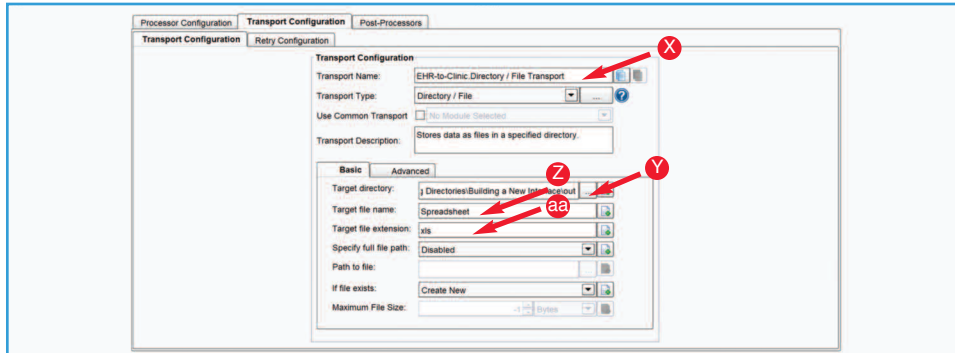 Processor Configuration Transport Configuration Post-Processors
Transport Configuration Retry Configuration
Transport Configuration
X
Transport Name: EHR-to-Clinic.Directory / File Transport
Transport Type: Directory / File ... ?
Use Common Transport No Module Selected
Transport Description: Stores data as files in a specified directory.
Basic Advanced
Z Y
Target directory: g Directories\Building a New Interface\out ...
aa
Target file name: Spreadsheet
Target file extension: xls
Specify full file path: Disabled
Path to file: ...
If file exists: Create New
Maximum File Size: -1 Bytes